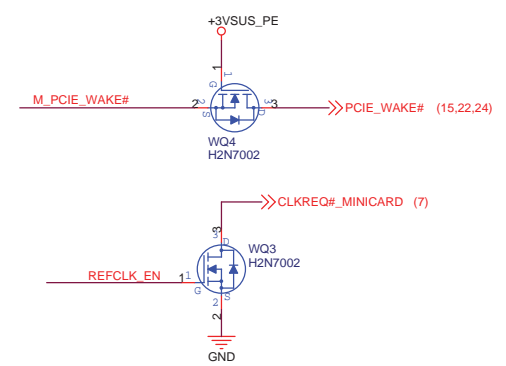 +3VSUS_PE
1
1
G
M_PCIE_WAKE#
2
2
S
3
D
3
PCIE_WAKE# (15,22,24)
WQ4
H2N7002
CLKREQ#_MINICARD (7)
3
3
D
WQ3
H2N7002
REFCLK_EN
1
1
G
S
2
2
GND